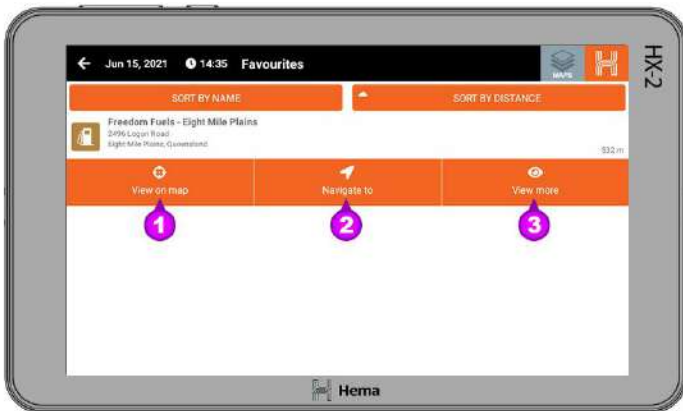 Jun 15, 2021 14:35 Favourites
MAPS
HX-2
SORT BY NAME
SORT BY DISTANCE
Freedom Fuels - Eight Mile Plains
2496 Logan Road
Eight Mile Plains, Queensland
532 m
View on map
Navigate to
View more
1
2
3
Hema